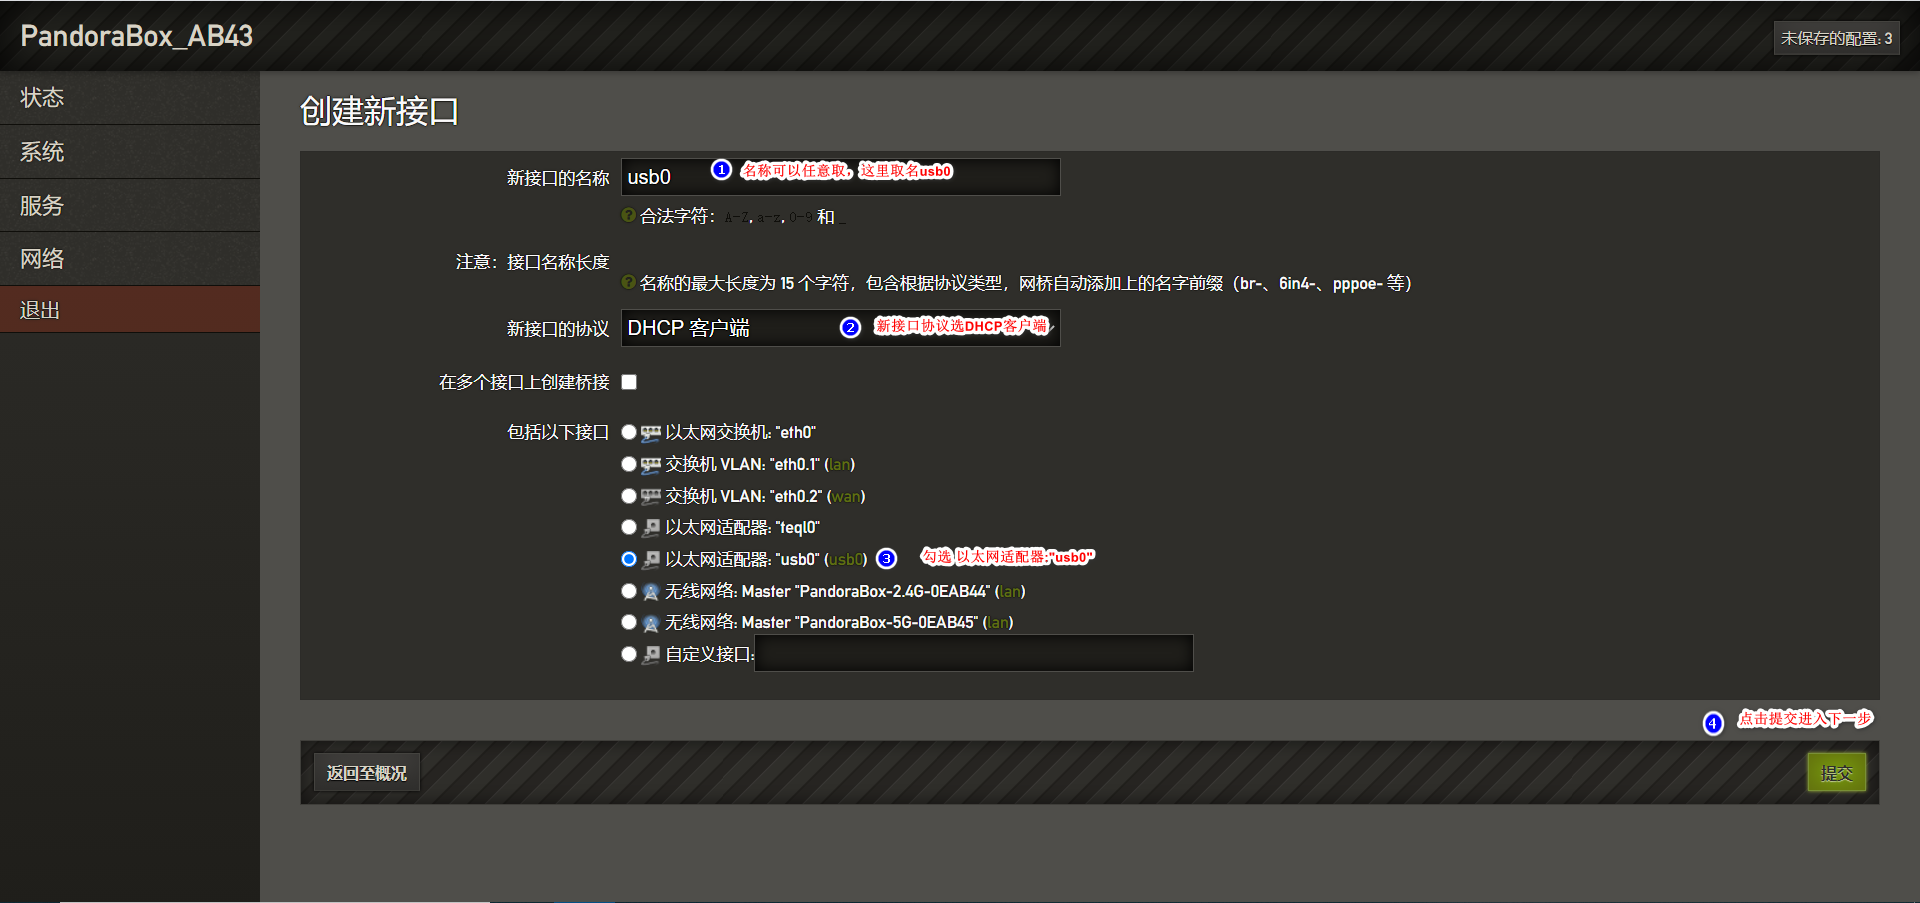 PandoraBox_AB43
未保存的配置: 3
状态
系统
服务
网络
退出
创建新接口
新接口的名称 usb0 1 名称可以任意取，这里取名usb0
合法字符： A-Z, a-z, 0-9 和 _
注意：接口名称长度
名称的最大长度为 15 个字符，包含根据协议类型，网桥自动添加上的名字前缀（br-、6in4-、pppoe- 等）
新接口的协议 DHCP 客户端 2 新接口协议选DHCP客户端
在多个接口上创建桥接
包括以下接口 以太网交换机: "eth0"
交换机 VLAN: "eth0.1" (lan)
交换机 VLAN: "eth0.2" (wan)
以太网适配器: "teql0"
以太网适配器: "usb0" (usb0) 3 勾选 以太网适配器:"usb0"
无线网络: Master "PandoraBox-2.4G-0EAB44" (lan)
无线网络: Master "PandoraBox-5G-0EAB45" (lan)
自定义接口:
4 点击提交进入下一步
返回至概况 提交